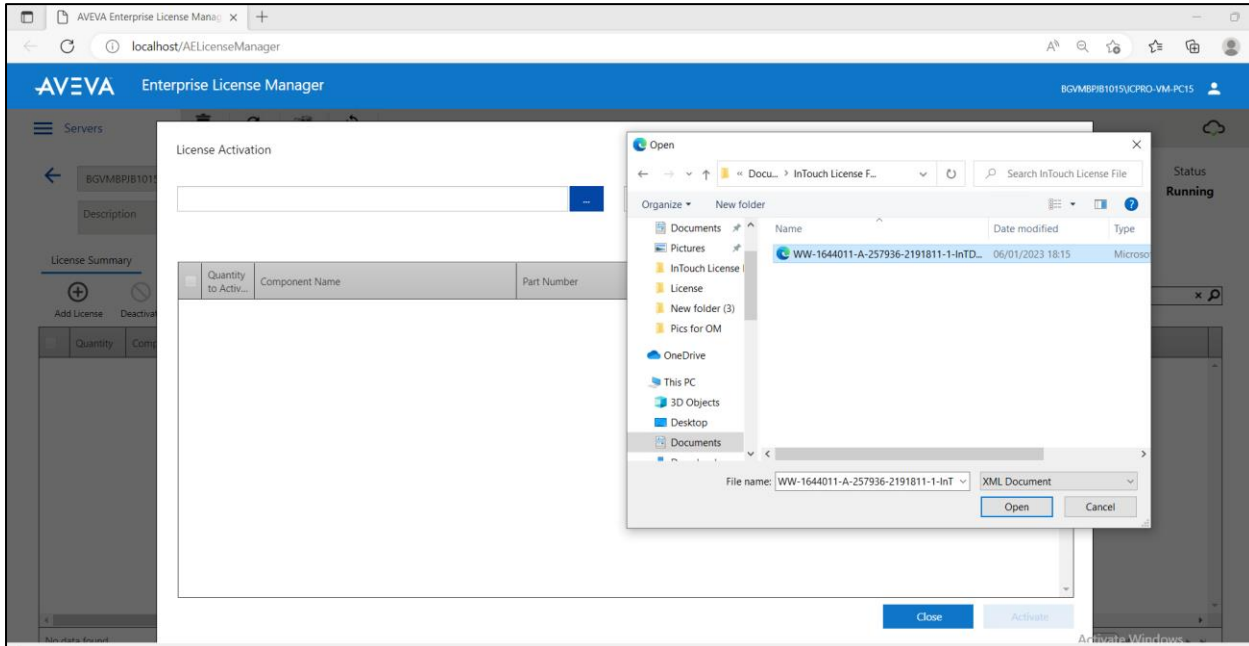 AVEVA Enterprise License Manag
localhost/AELicenseManager
AVEVA Enterprise License Manager
BGVMBPJB1015\JCPRO-VM-PC15
Servers
License Activation
BGVMBPJB1015
Description
Status
Running
...
License Summary
Add License
Deactivat
Quantity
Comp
Quantity
to Activ...
Component Name
Part Number
Open
« Docu... > InTouch License F...
Search InTouch License File
Organize
New folder
Name
Date modified
Type
Documents
Pictures
InTouch License
License
New folder (3)
Pics for OM
OneDrive
This PC
3D Objects
Desktop
Documents
WW-1644011-A-257936-2191811-1-InTD...
06/01/2023 18:15
Microso
File name:
WW-1644011-A-257936-2191811-1-InT
XML Document
Open
Cancel
Close
Activate
No data found
Activate Windows